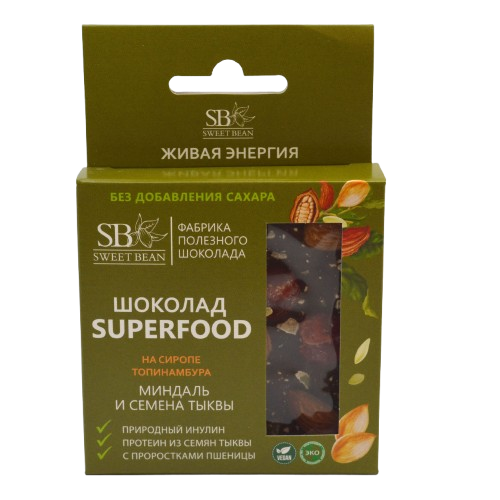 SB
SWEET BEAN
ЖИВАЯ ЭНЕРГИЯ
БЕЗ ДОБАВЛЕНИЯ САХАРА
SB
SWEET BEAN
ФАБРИКА
ПОЛЕЗНОГО
ШОКОЛАДА
ШОКОЛАД
SUPERFOOD
НА СИРОПЕ
ТОПИНАМБУРА
МИНДАЛЬ
И СЕМЕНА ТЫКВЫ
ПРИРОДНЫЙ ИНУЛИН
ПРОТЕИН ИЗ СЕМЯН ТЫКВЫ
С ПРОРОСТКАМИ ПШЕНИЦЫ
VEGAN
ЭКО